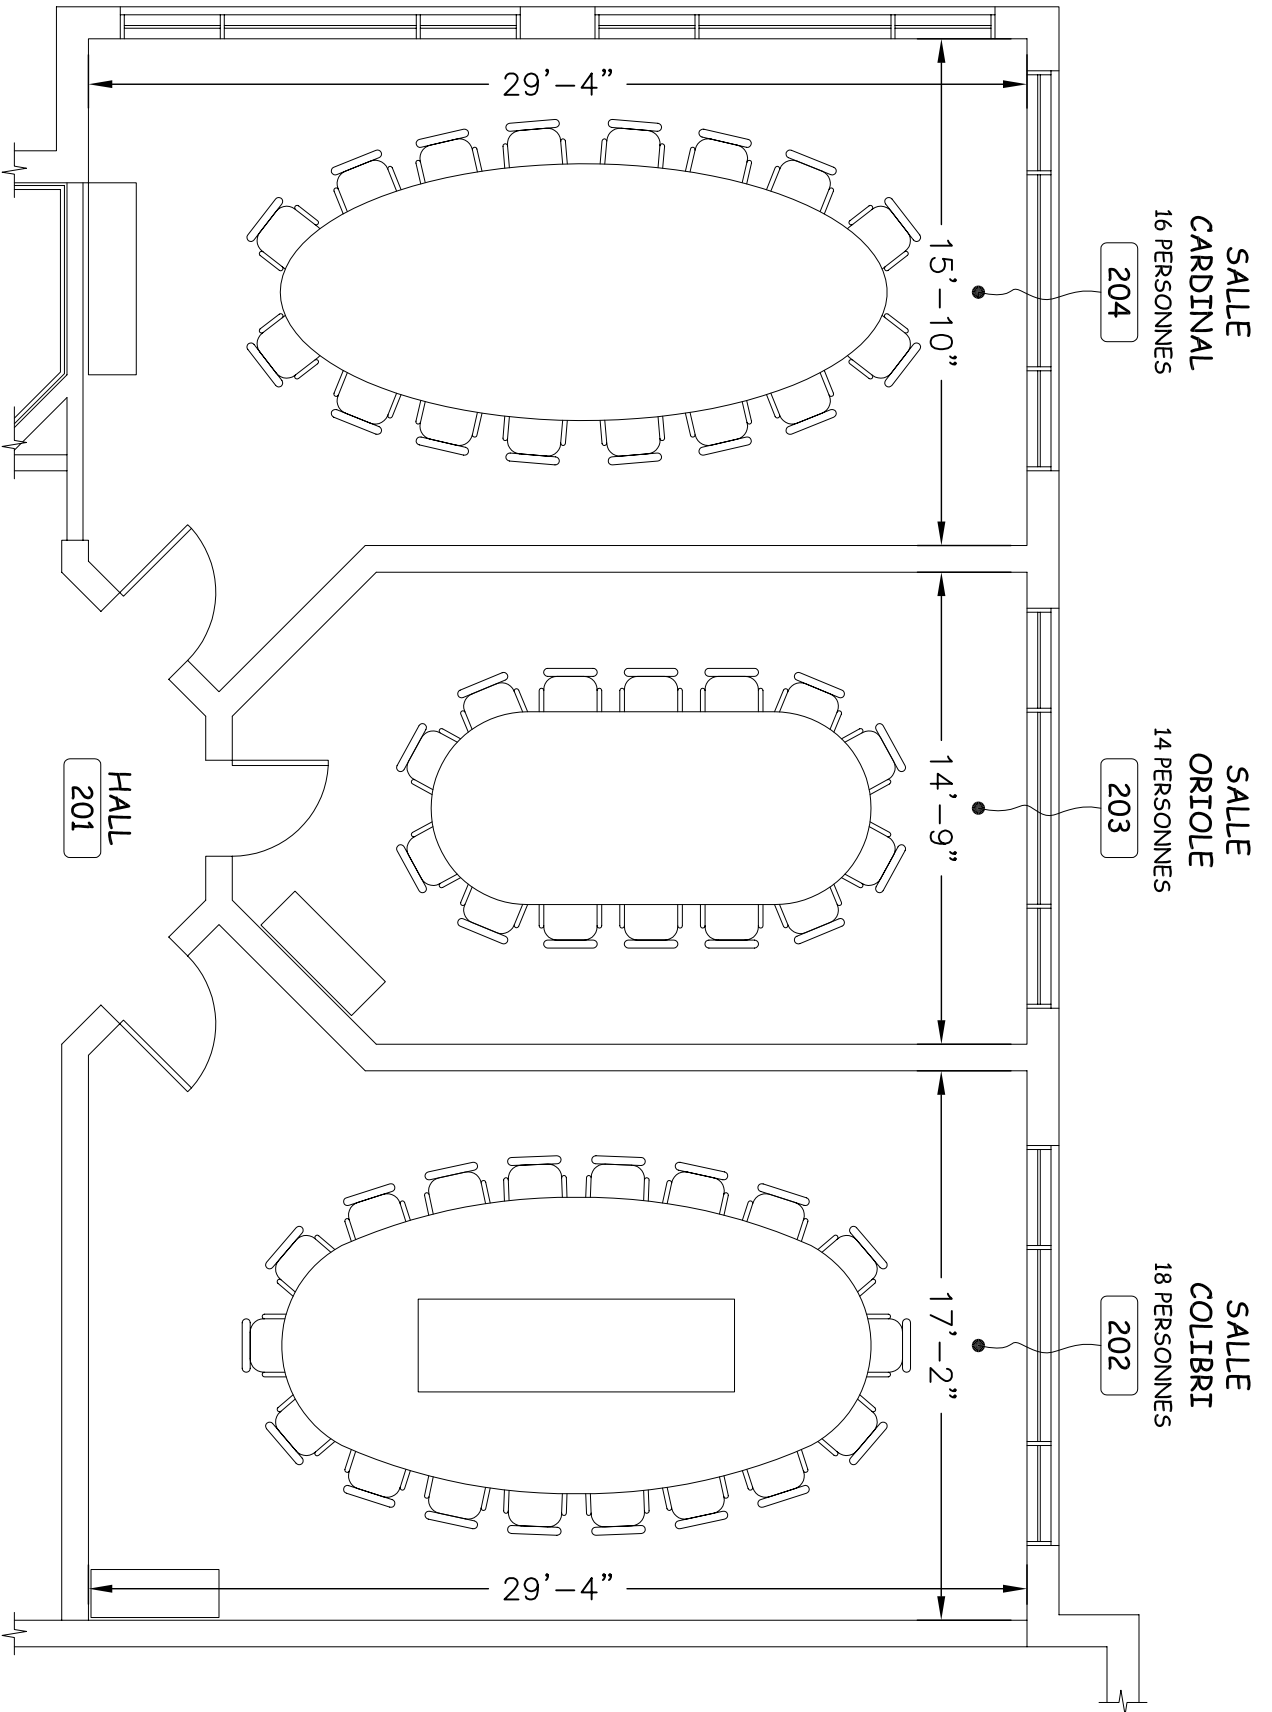 SALLE
CARDINAL
16 PERSONNES
204
29'-4"
15'-10"
SALLE
ORIOLE
14 PERSONNES
203
14'-9"
HALL
201
SALLE
COLIBRI
18 PERSONNES
202
17'-2"
29'-4"